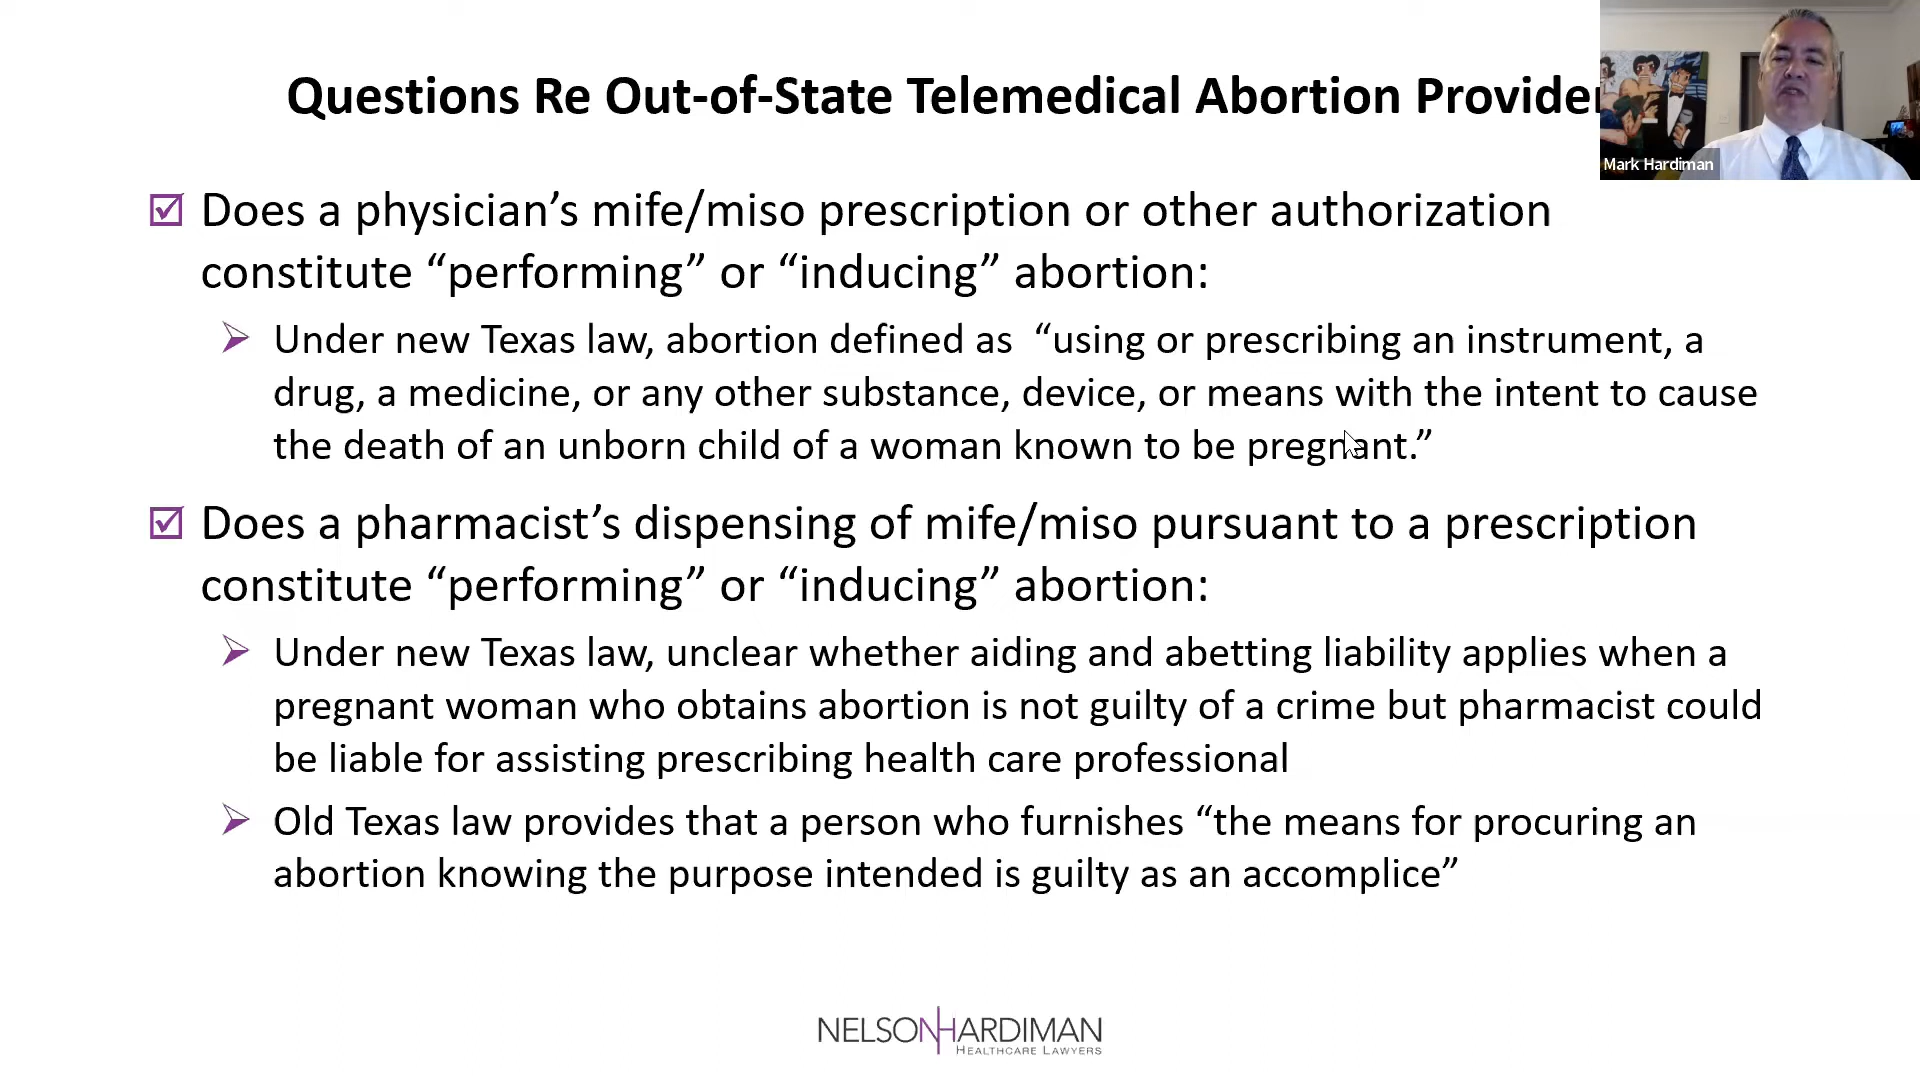 Questions Re Out-of-State Telemedical Abortion Provider
Mark Hardiman
Does a physician’s mife/miso prescription or other authorization
constitute “performing” or “inducing” abortion:
Under new Texas law, abortion defined as “using or prescribing an instrument, a
drug, a medicine, or any other substance, device, or means with the intent to cause
the death of an unborn child of a woman known to be pregnant.”
Does a pharmacist’s dispensing of mife/miso pursuant to a prescription
constitute “performing” or “inducing” abortion:
Under new Texas law, unclear whether aiding and abetting liability applies when a
pregnant woman who obtains abortion is not guilty of a crime but pharmacist could
be liable for assisting prescribing health care professional
Old Texas law provides that a person who furnishes “the means for procuring an
abortion knowing the purpose intended is guilty as an accomplice”
NELSONHARDIMAN
HEALTHCARE LAWYERS